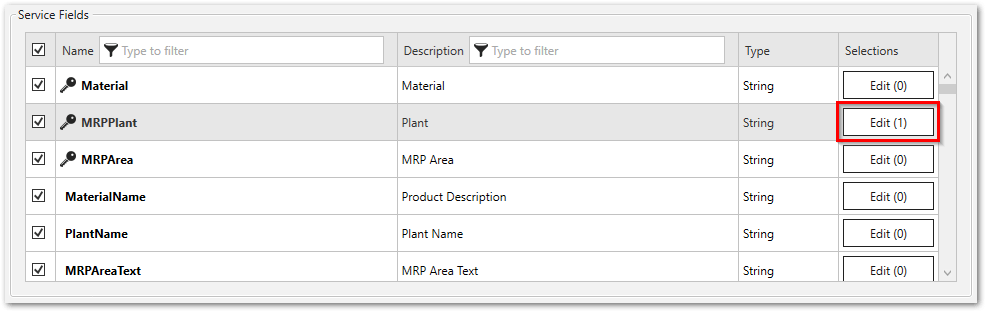 Service Fields
Name Type to filter Description Type to filter Type Selections
Material Material String Edit (0)
MRPPlant Plant String Edit (1)
MRPArea MRP Area String Edit (0)
MaterialName Product Description String Edit (0)
PlantName Plant Name String Edit (0)
MRPAreaText MRP Area Text String Edit (0)